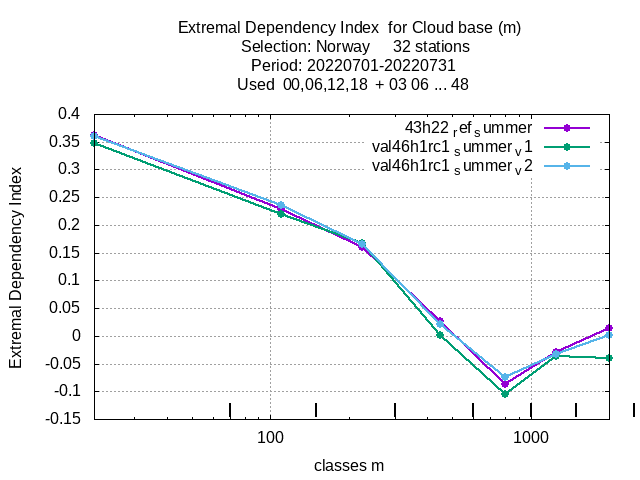 Extremal Dependency Index  for Cloud base (m)
Selection: Norway     32 stations
Period: 20220701-20220731
Used  00,06,12,18  + 03 06 ... 48
43h22 ref summer
val46h1rc1 summer v1
val46h1rc1 summer v2
0.4
0.35
0.3
0.25
0.2
0.15
0.1
0.05
0
-0.05
-0.1
-0.15
Extremal Dependency Index
100
1000
classes m